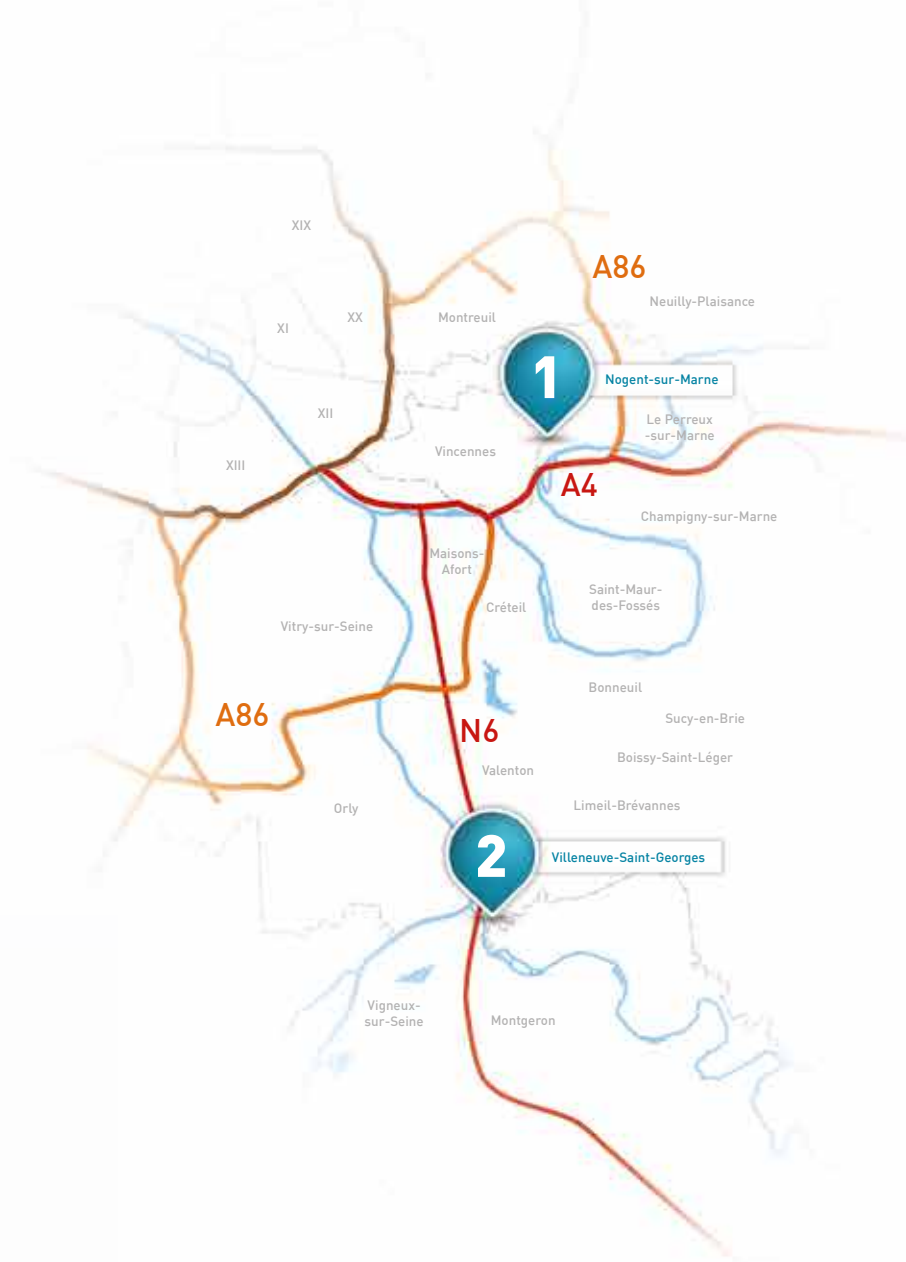 XIX
A86
Neuilly-Plaisance
XX
Montreuil
XI
1
Nogent-sur-Marne
XII
Le Perreux
-sur-Marne
Vincennes
XIII
A4
Champigny-sur-Marne
Maisons-
Afort
Saint-Maur-
des-Fossés
Créteil
Vitry-sur-Seine
Bonneuil
A86
Sucy-en-Brie
N6
Boissy-Saint-Léger
Valenton
Orly
Limeil-Brévannes
2
Villeneuve-Saint-Georges
Vigneux-
sur-Seine
Montgeron